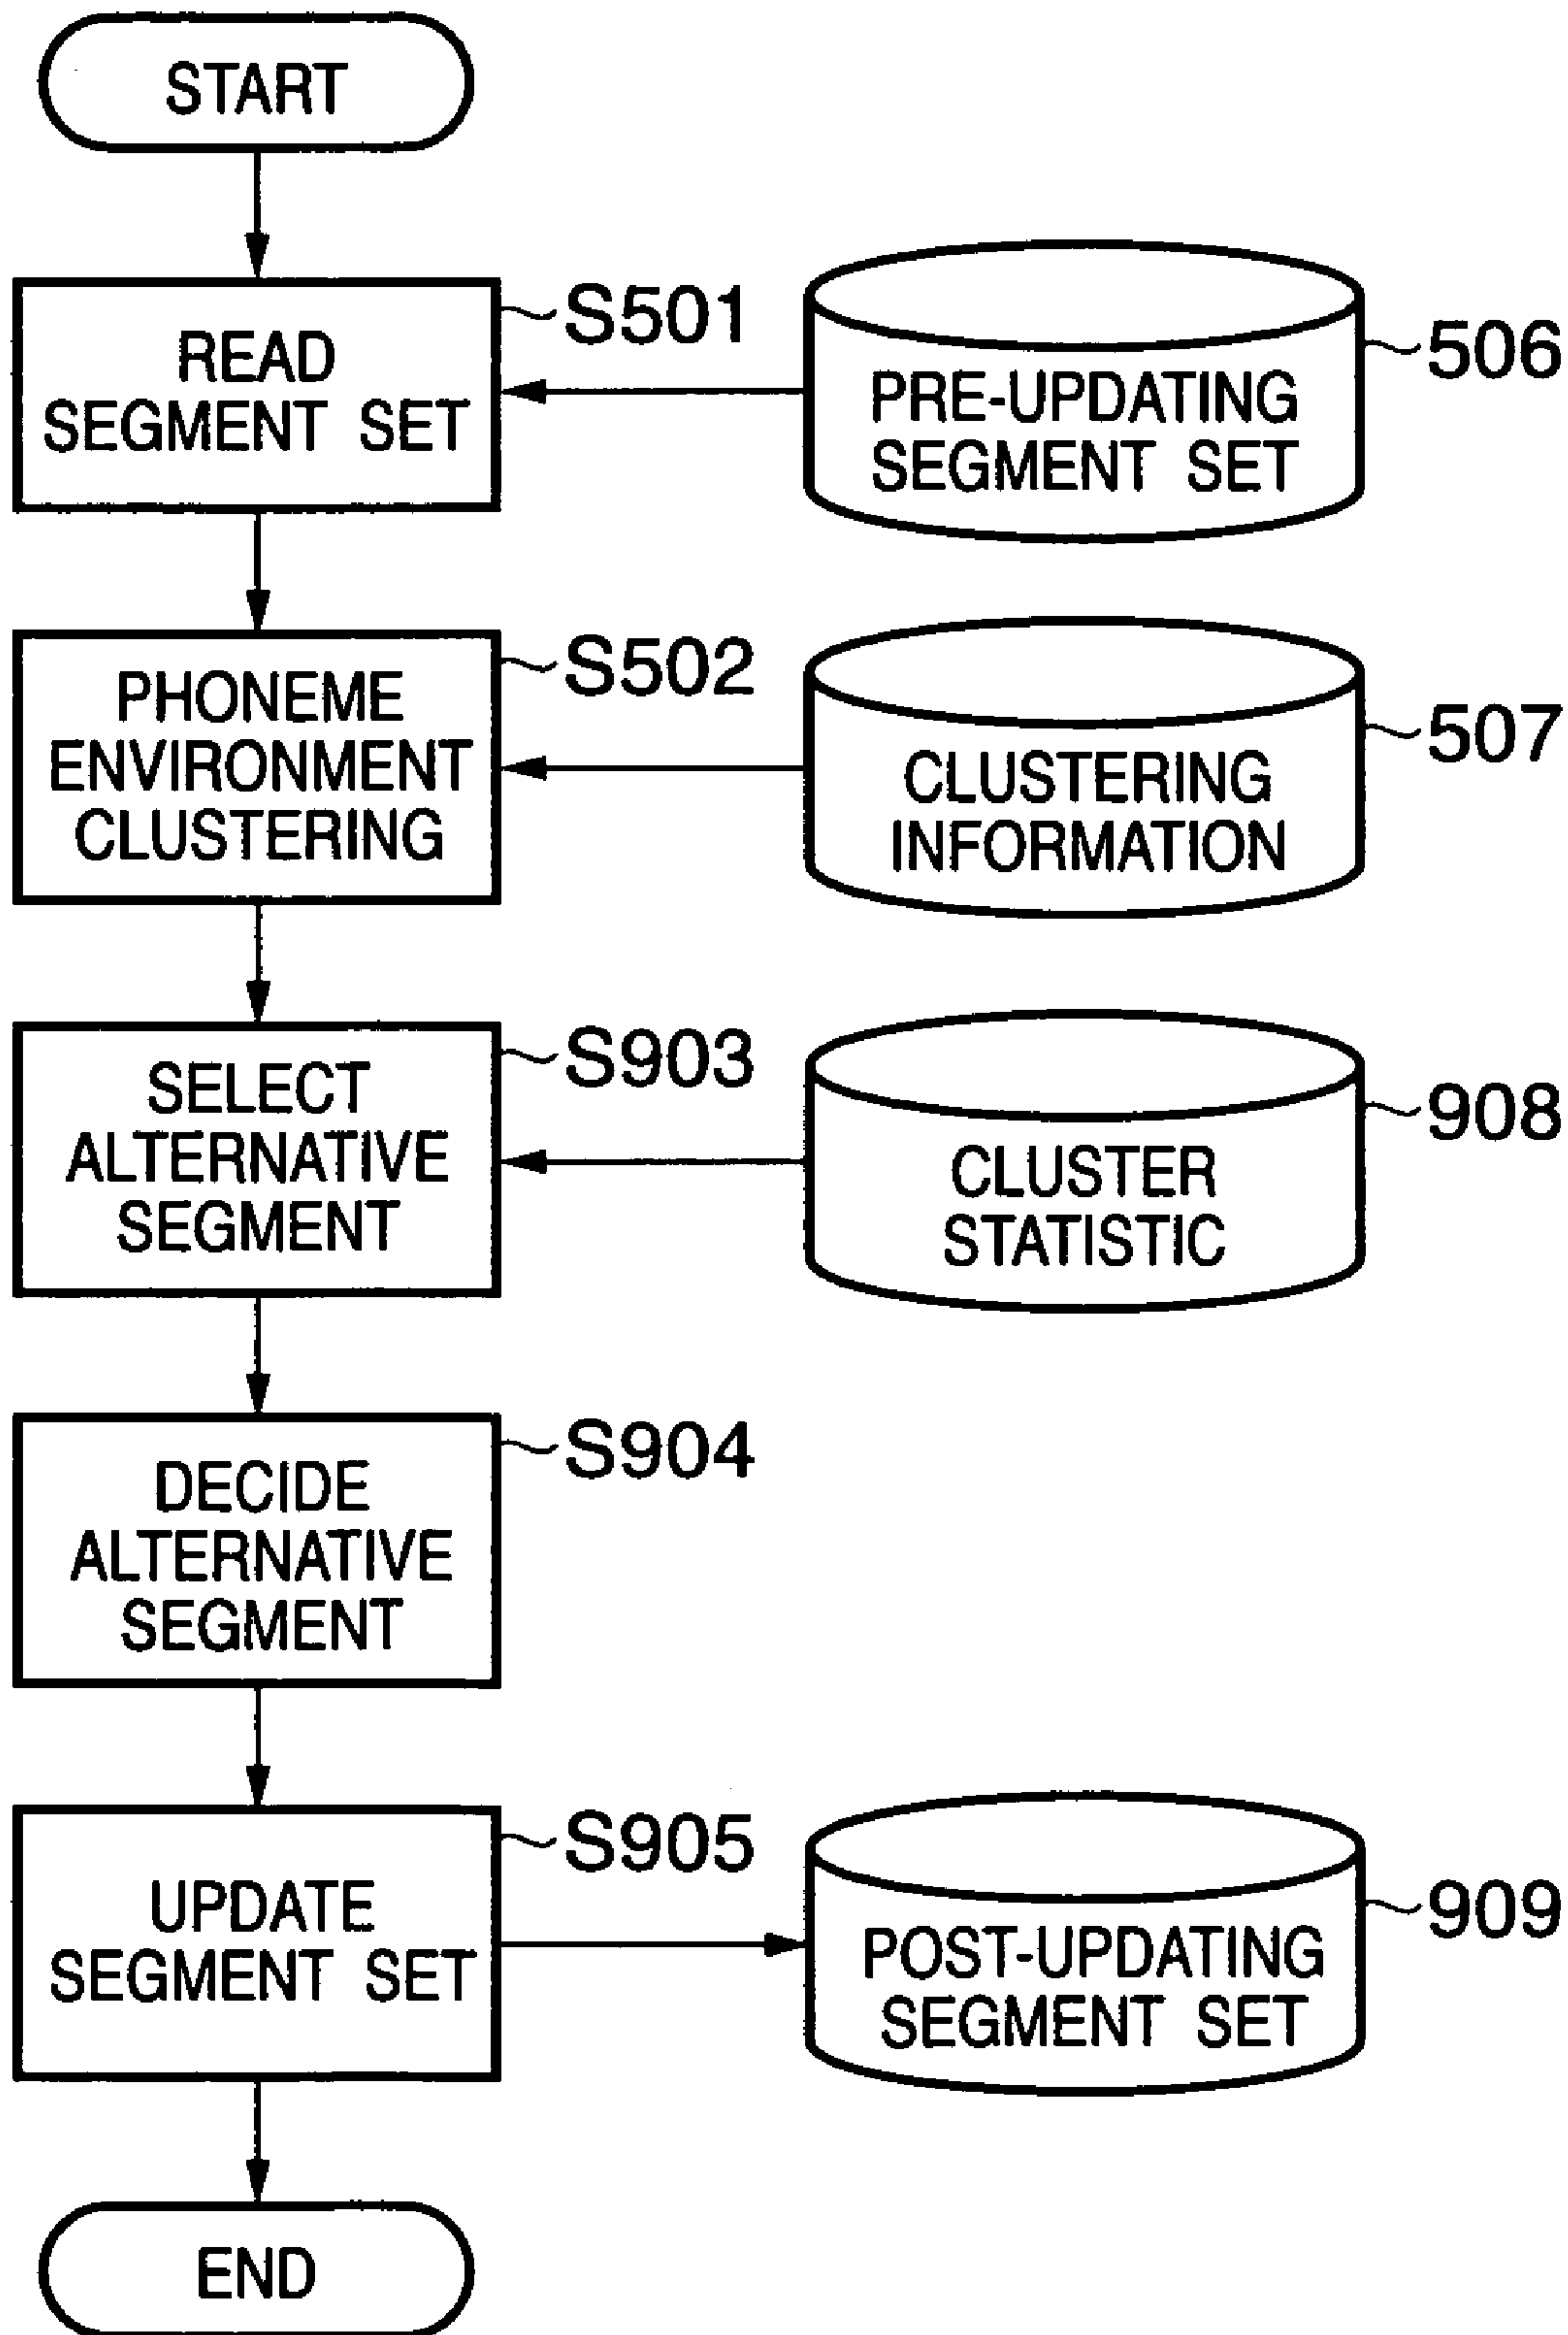 START
READ
SEGMENT SET
S501
PRE-UPDATING
SEGMENT SET
506
PHONEME
ENVIRONMENT
CLUSTERING
S502
CLUSTERING
INFORMATION
507
SELECT
ALTERNATIVE
SEGMENT
S903
CLUSTER
STATISTIC
908
DECIDE
ALTERNATIVE
SEGMENT
S904
UPDATE
SEGMENT SET
S905
POST-UPDATING
SEGMENT SET
909
END